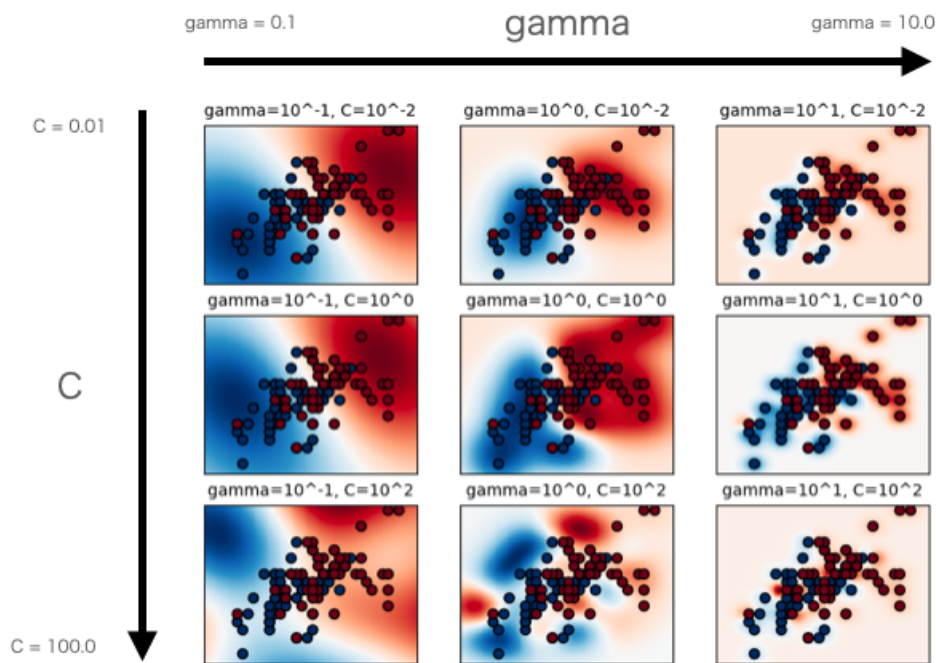 gamma = 0.1 gamma gamma = 10.0
C = 0.01
gamma=10^-1, C=10^-2 gamma=10^0, C=10^-2 gamma=10^1, C=10^-2
gamma=10^-1, C=10^0 gamma=10^0, C=10^0 gamma=10^1, C=10^0
C
gamma=10^-1, C=10^2 gamma=10^0, C=10^2 gamma=10^1, C=10^2
C = 100.0